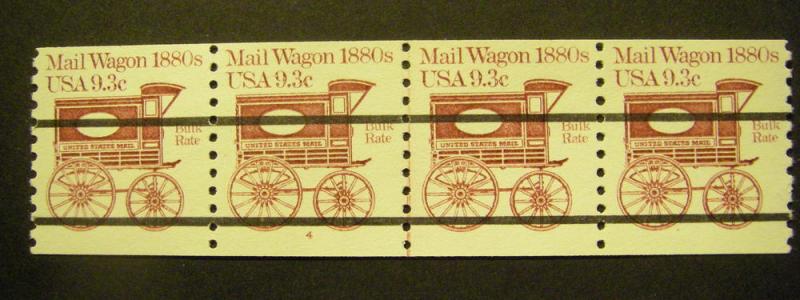 Mail Wagon 1880s
USA 9.3c
Bulk
Rate
UNITED STATES MAIL
Mail Wagon 1880s
USA 9.3c
Bulk
Rate
UNITED STATES MAIL
4
Mail Wagon 1880s
USA 9.3c
Bulk
Rate
UNITED STATES MAIL
Mail Wagon 1880s
USA 9.3c
Bulk
Rate
UNITED STATES MAIL